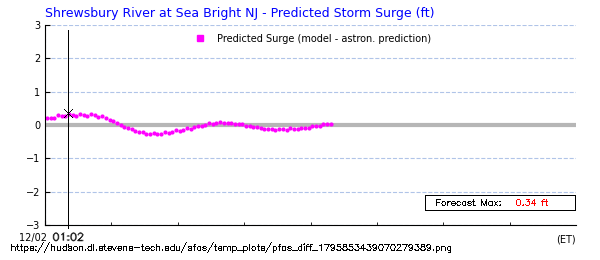 Shrewsbury River at Sea Bright NJ - Predicted Storm Surge (ft)
3
Predicted Surge (model - astron. prediction)
2
1
0
−1
−2
Forecast Max: 0.34 ft
−3
12/02 01:02 (ET)
https://hudson.dl.stevens-tech.edu/sfas/temp_plots/pfas_diff_1795853439070279389.png